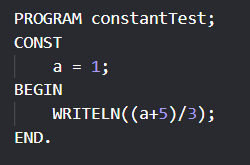 PROGRAM constantTest;
CONST
    a = 1;
BEGIN
    WRITELN((a+5)/3);
END.